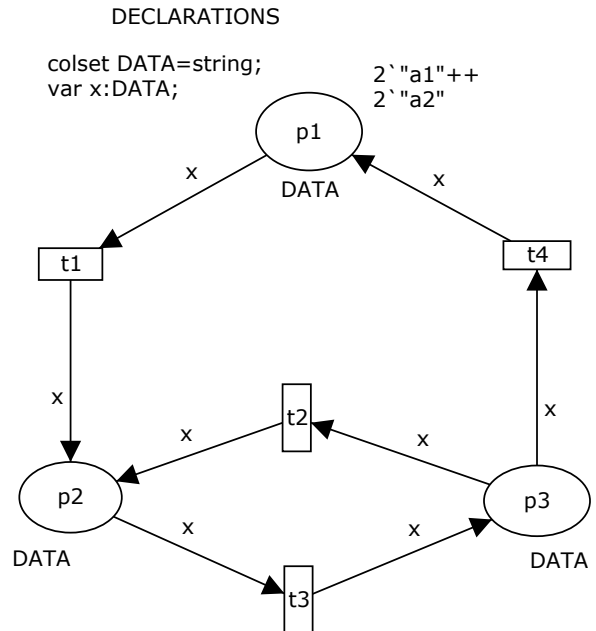 DECLARATIONS
colset DATA=string;
var x:DATA;
2`"a1"++
2`"a2"
p1
DATA
x
x
t1
t4
x
x
t2
x
x
p2
p3
x
x
DATA
DATA
t3